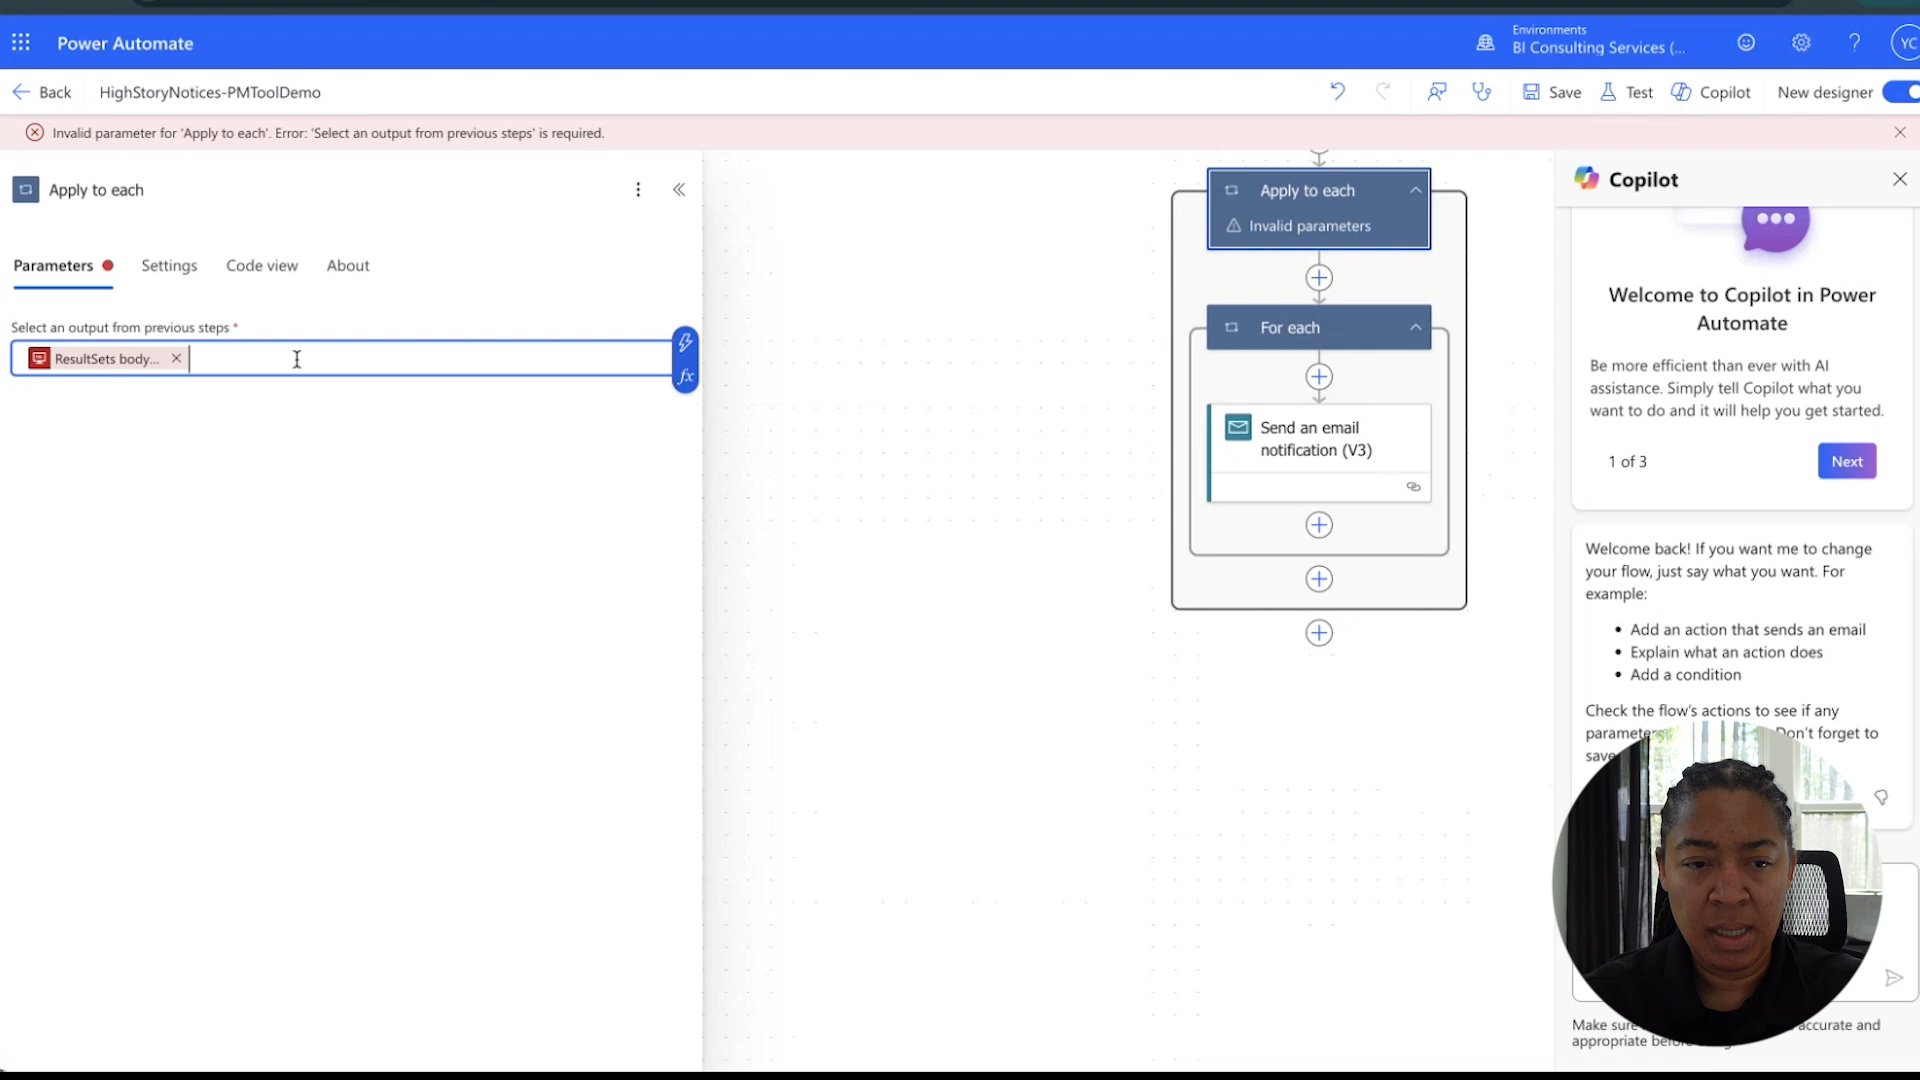 Power Automate
Environments
BI Consulting Services (...
YC
Back
HighStoryNotices-PMToolDemo
Save
Test
Copilot
New designer
Invalid parameter for 'Apply to each'. Error: 'Select an output from previous steps' is required.
Apply to each
Parameters
Settings
Code view
About
Select an output from previous steps *
ResultSets body...
fx
Apply to each
Invalid parameters
For each
Send an email
notification (V3)
Copilot
Welcome to Copilot in Power
Automate
Be more efficient than ever with AI
assistance. Simply tell Copilot what you
want to do and it will help you get started.
1 of 3
Next
Welcome back! If you want me to change
your flow, just say what you want. For
example:
• Add an action that sends an email
• Explain what an action does
• Add a condition
Check the flow's actions to see if any
Don't forget to
Make sure
accurate and
appropriate